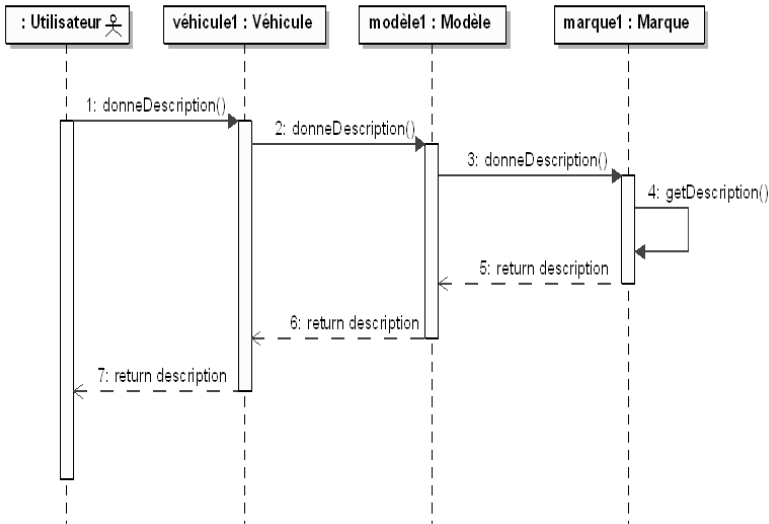 : Utilisateur
véhicule1 : Véhicule
modèle1 : Modèle
marque1 : Marque
1: donneDescription()
2: donneDescription()
3: donneDescription()
4: getDescription()
5: return description
6: return description
7: return description